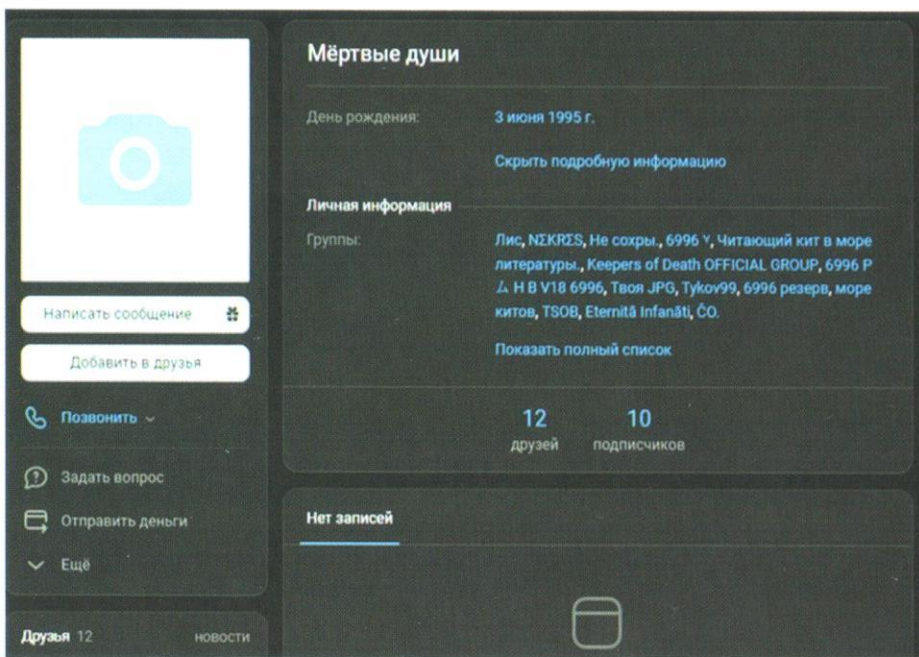 Мёртвые души
День рождения: 3 июня 1995 г.
Скрыть подробную информацию
Личная информация
Группы: Лис, NΣKRΣS, Не сохры., 6996 ʏ, Читающий кит в море
литературы., Keepers of Death OFFICIAL GROUP, 6996 P
Δ H B V18 6996, Твоя JPG, Tykov99, 6996 резерв, море
китов, TSOB, Eternitã Infanãti, ČO.
Показать полный список
12 друзей
10 подписчиков
Нет записей
Написать сообщение
Добавить в друзья
Позвонить
Задать вопрос
Отправить деньги
Ещё
Друзья 12 новости